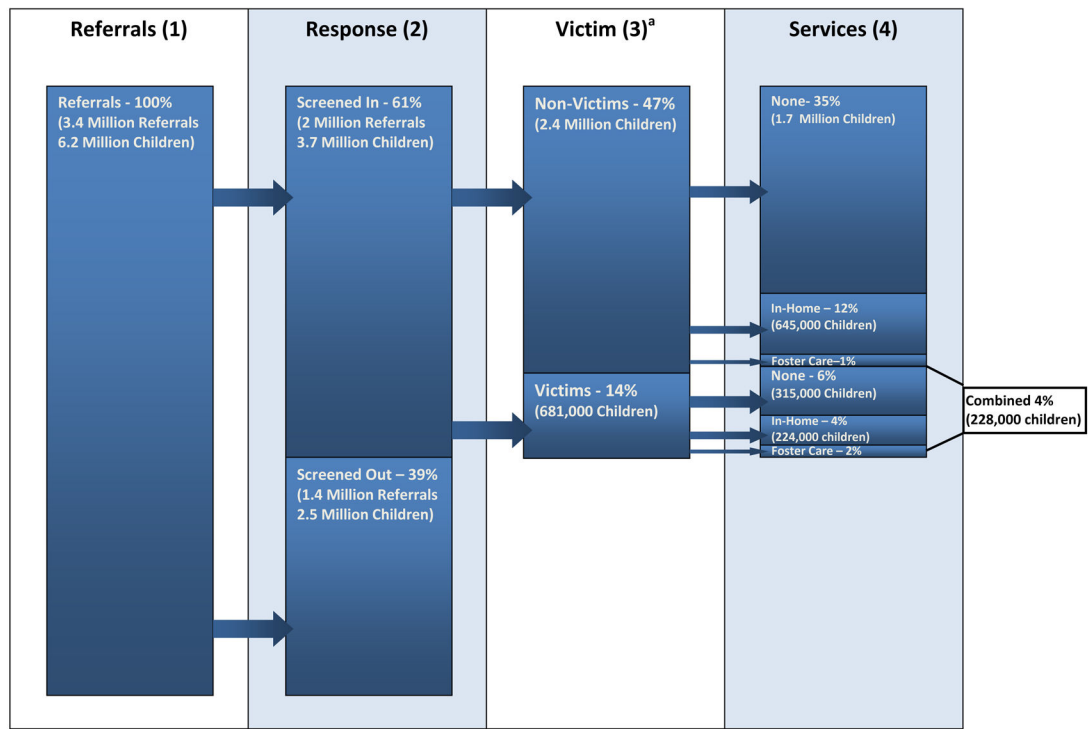 Referrals (1)
Response (2)
Victim (3)a
Services (4)
Referrals - 100%
(3.4 Million Referrals
6.2 Million Children)
Screened In - 61%
(2 Million Referrals
3.7 Million Children)
Screened Out – 39%
(1.4 Million Referrals
2.5 Million Children)
Non-Victims - 47%
(2.4 Million Children)
Victims - 14%
(681,000 Children)
None- 35%
(1.7 Million Children)
In-Home – 12%
(645,000 Children)
Foster Care–1%
None - 6%
(315,000 Children)
In-Home – 4%
(224,000 children)
Foster Care – 2%
Combined 4%
(228,000 children)